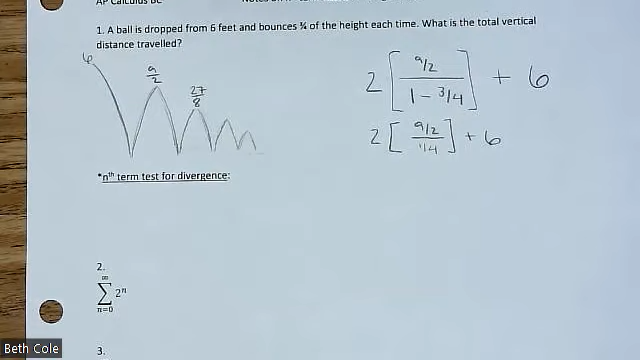 AP Calculus BC
1. A ball is dropped from 6 feet and bounces ¾ of the height each time. What is the total vertical
distance travelled?
6
9/2
27/8
2 [ 9/2 / 1 - 3/4 ] + 6
2 [ 9/2 / 1/4 ] + 6
*nth term test for divergence:
2.
∞
∑ 2ⁿ
n=0
3.
Beth Cole